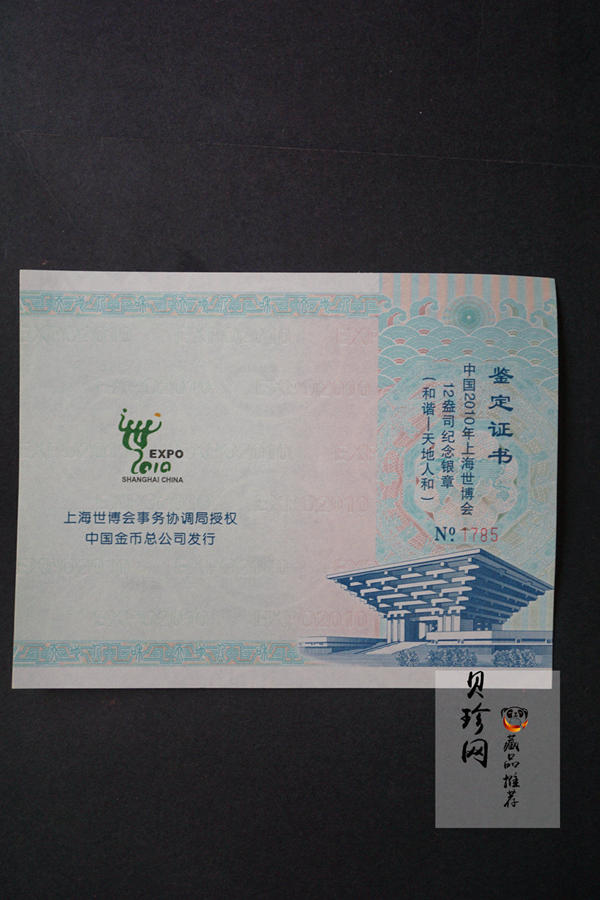 鉴定证书
中国2010年上海世博会
12盎司纪念银章
(和谐—天地人和)
№ 1785
EXPO
2010
SHANGHAI CHINA
上海世博会事务协调局授权
中国金币总公司发行
贝珍网
藏品推荐